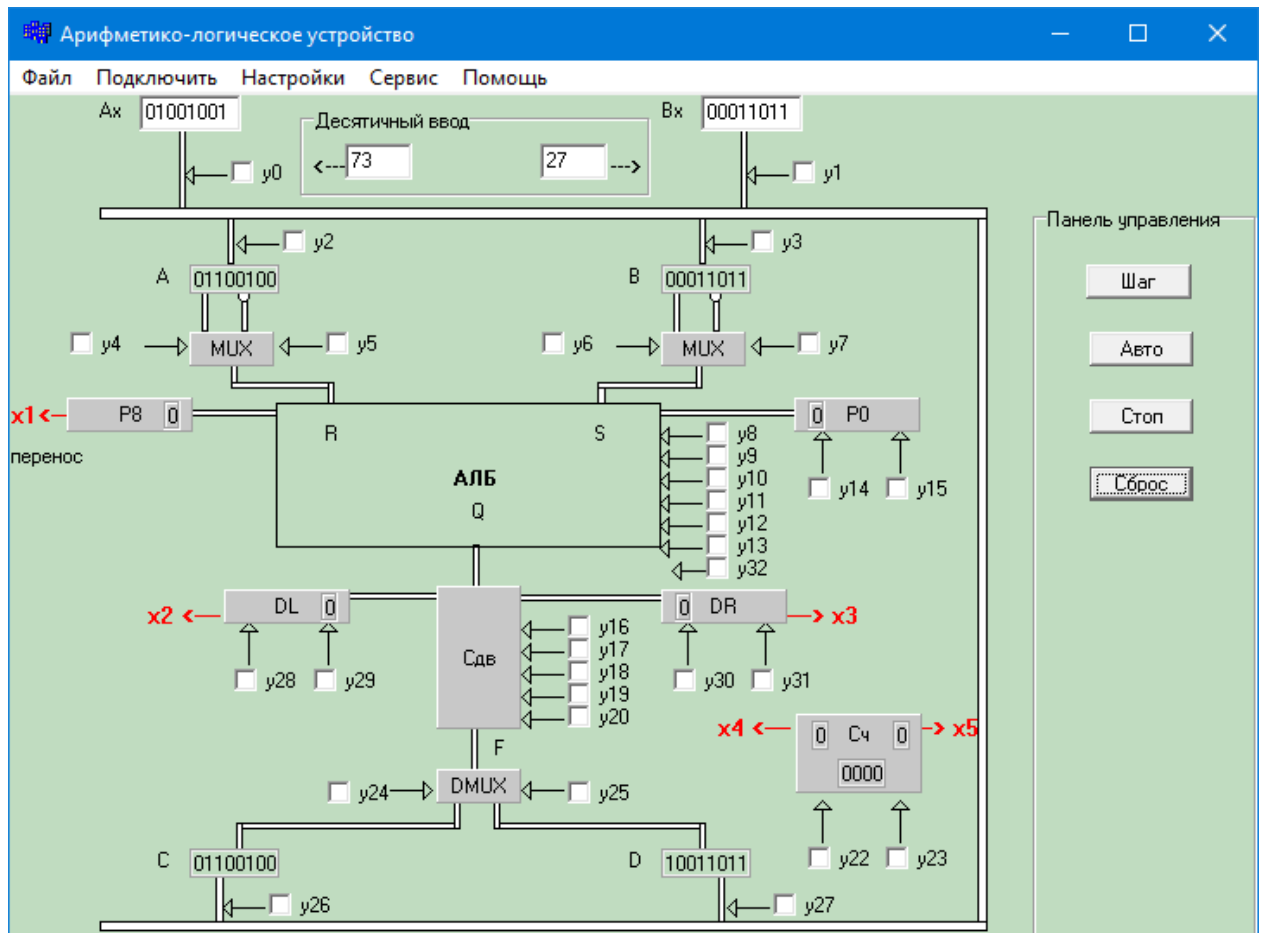 Арифметико-логическое устройство
Файл Подключить Настройки Сервис Помощь
Ax 01001001 Десятичный ввод Bx 00011011
<--- 73 27 --->
y0 y1
Панель управления
y2 y3
A 01100100 B 00011011 Шаг
y4 MUX y5 y6 MUX y7 Авто
x1 <– P8 0 R S 0 P0 Стоп
перенос
y8
y9
АЛБ y10 y14 y15 Сброс
Q y11
y12
y13
y32
x2 <– DL 0 0 DR –> x3
y16
Сдв y17
y28 y29 y18 y30 y31
y19
y20
x4 <– 0 Сч 0 –> x5
F 0000
y24 DMUX y25
C 01100100 D 10011011 y22 y23
y26 y27